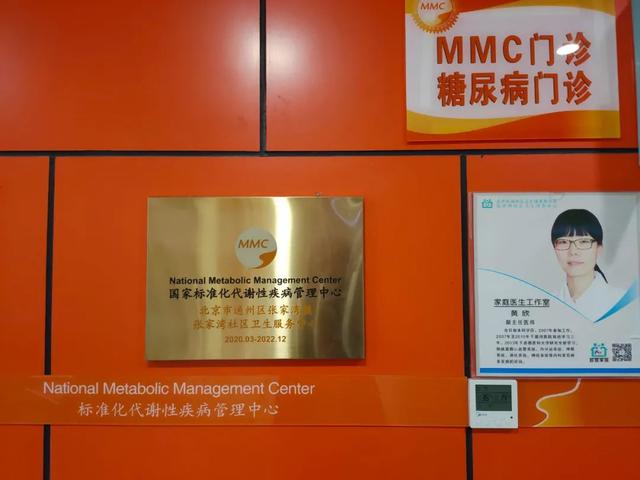 MMC
MMC门诊
糖尿病门诊
MMC
National Metabolic Management Center
国家标准化代谢性疾病管理中心
北京市通州区张家湾镇
张家湾社区卫生服务中心
2020.03-2022.12
家庭医生工作室
黄欣
副主任医师
National Metabolic Management Center
标准化代谢性疾病管理中心